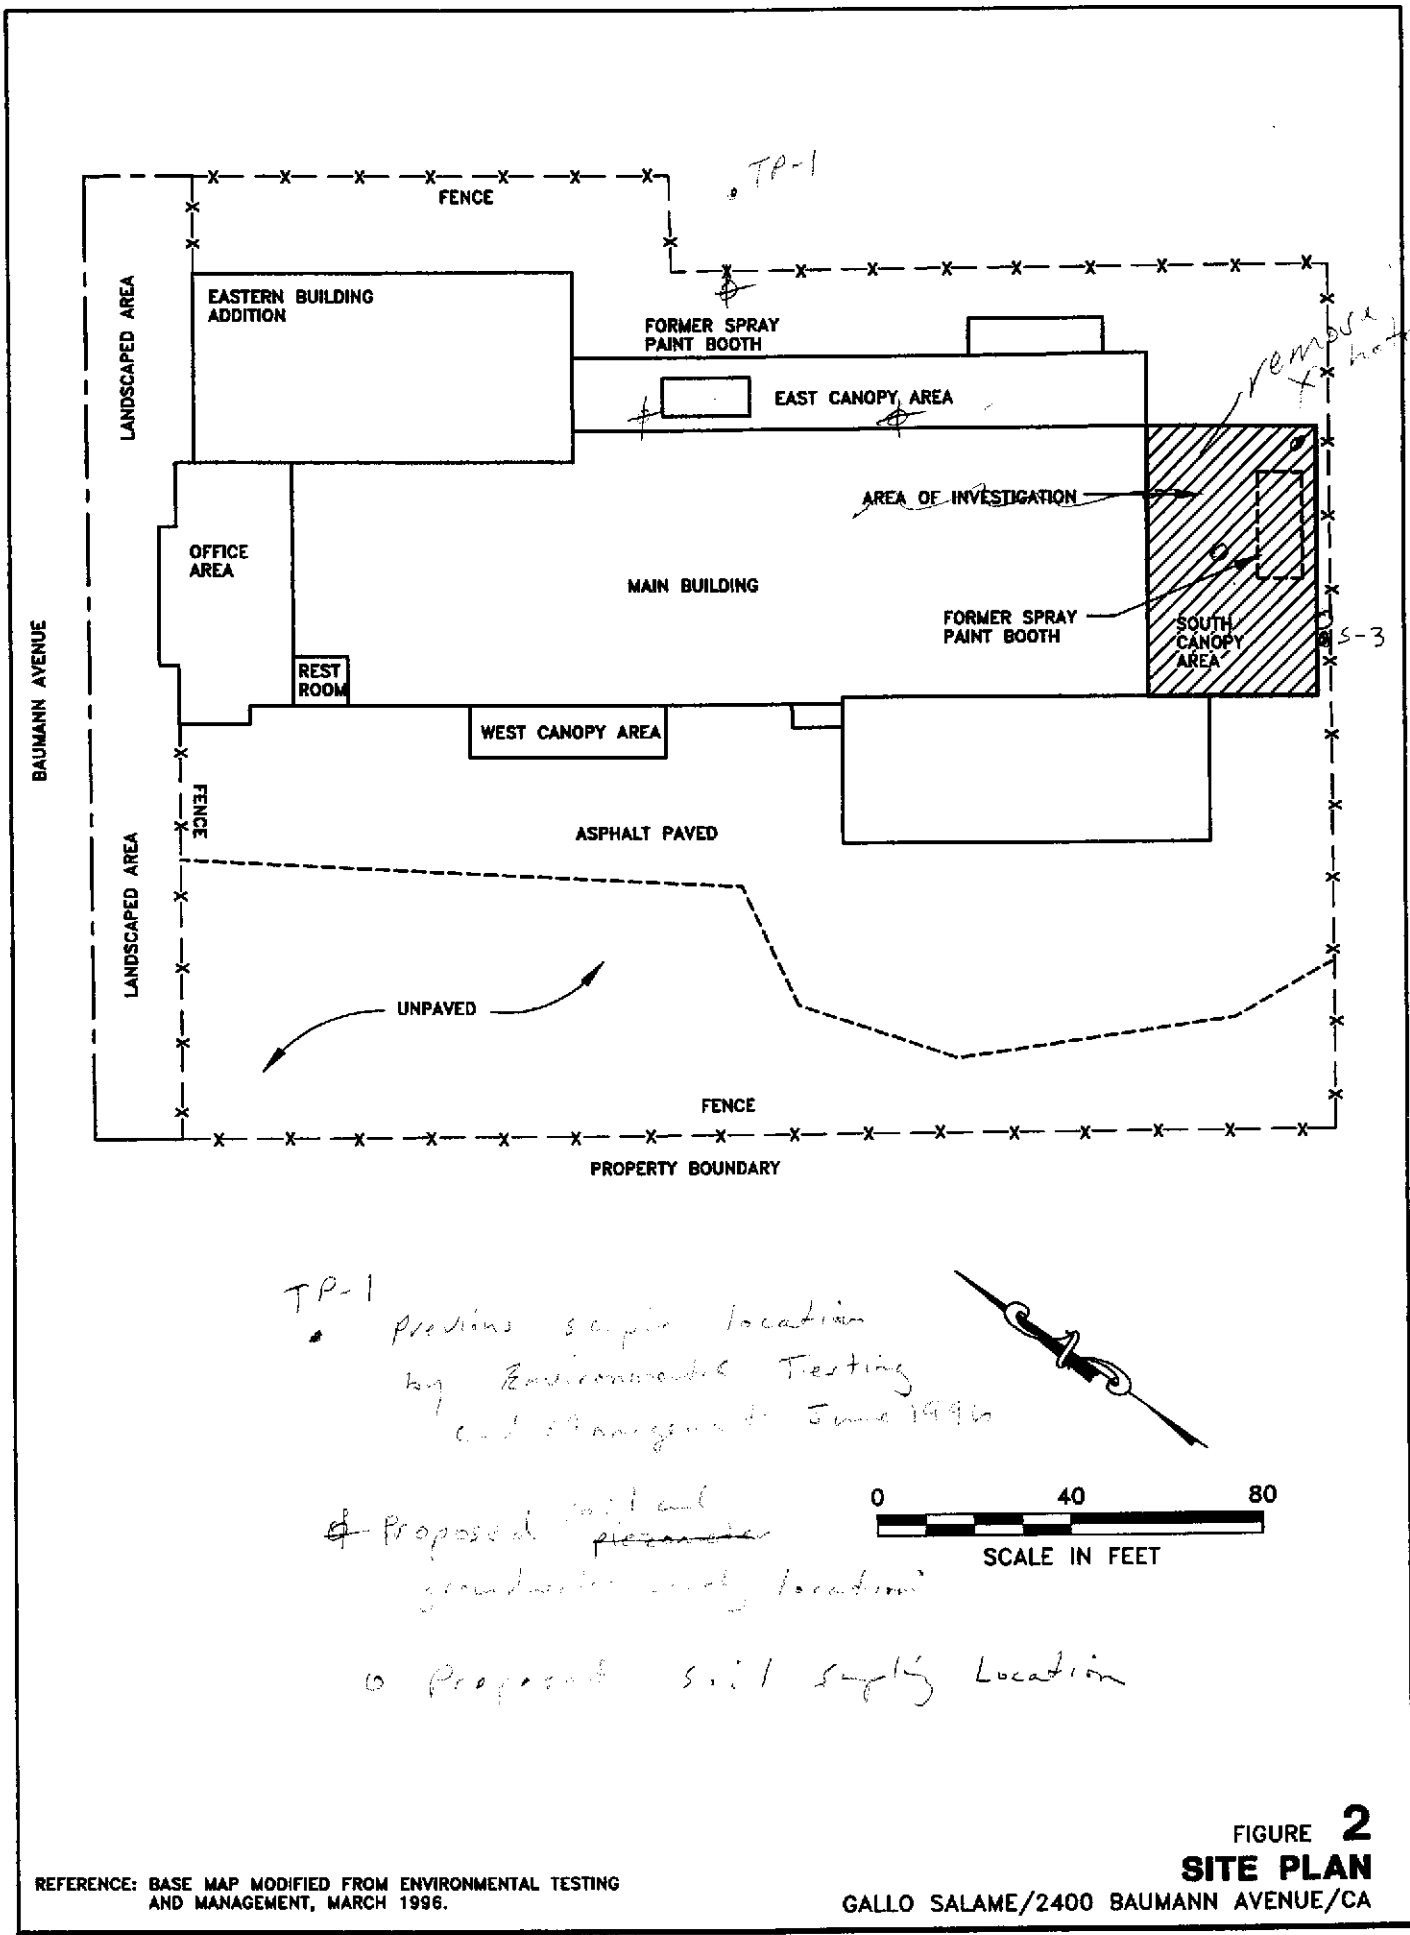 TP-1
FENCE
LANDSCAPED AREA
EASTERN BUILDING
ADDITION
FORMER SPRAY
PAINT BOOTH
remove
EAST CANOPY AREA
AREA OF INVESTIGATION
OFFICE
AREA
MAIN BUILDING
FORMER SPRAY
PAINT BOOTH
SOUTH
CANOPY
AREA
S-3
BAUMANN AVENUE
REST
ROOM
WEST CANOPY AREA
FENCE
ASPHALT PAVED
LANDSCAPED AREA
UNPAVED
FENCE
PROPERTY BOUNDARY
TP-1
Previous location
by Environmental Testing
and Management June 1996
Proposed soil and piezometer
groundwater location
Proposed soil sampling Location
0 40 80
SCALE IN FEET
FIGURE 2
SITE PLAN
GALLO SALAME/2400 BAUMANN AVENUE/CA
REFERENCE: BASE MAP MODIFIED FROM ENVIRONMENTAL TESTING
AND MANAGEMENT, MARCH 1996.